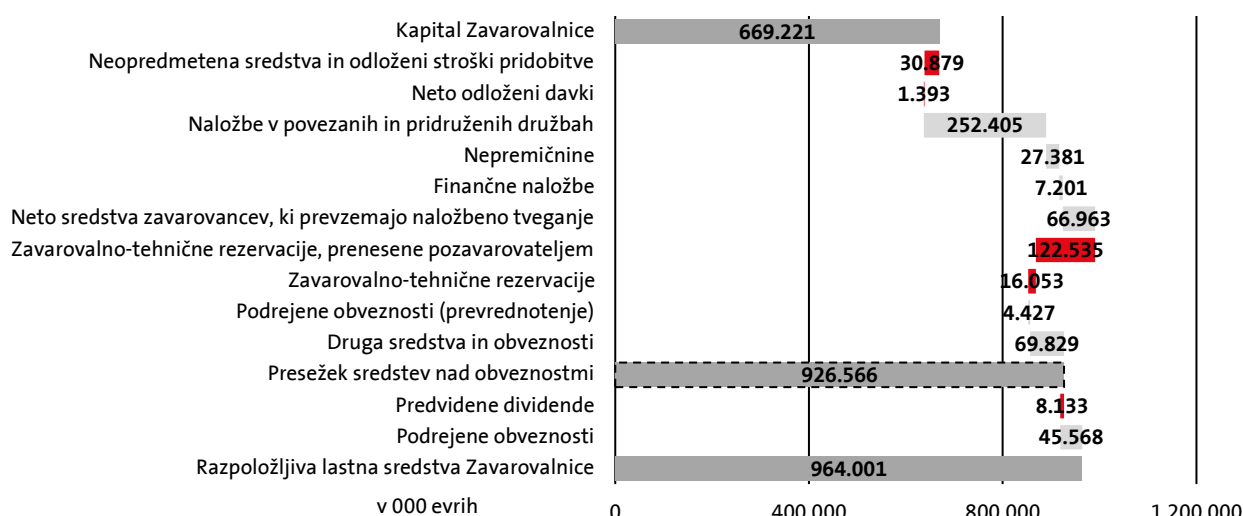 Kapital Zavarovalnice 669.221
Neopredmetena sredstva in odloženi stroški pridobitve 30.879
Neto odloženi davki 1.393
Naložbe v povezanih in pridruženih družbah 252.405
Nepremičnine 27.381
Finančne naložbe 7.201
Neto sredstva zavarovancev, ki prevzemajo naložbeno tveganje 66.963
Zavarovalno-tehnične rezervacije, prenesene pozavarovateljem 122.535
Zavarovalno-tehnične rezervacije 16.053
Podrejene obveznosti (prevrednotenje) 4.427
Druga sredstva in obveznosti 69.829
Presežek sredstev nad obveznostmi 926.566
Predvidene dividende 8.133
Podrejene obveznosti 45.568
Razpoložljiva lastna sredstva Zavarovalnice 964.001
v 000 evrih 0 400.000 800.000 1.200.000